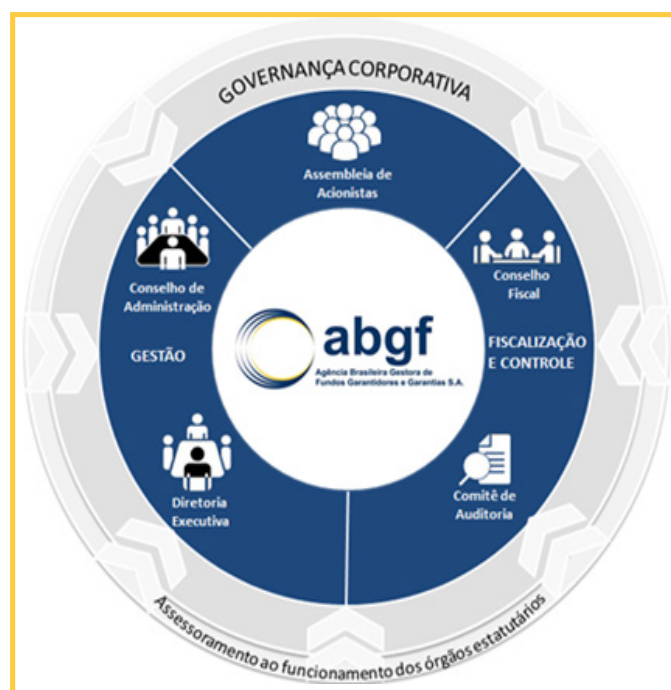 GOVERNANÇA CORPORATIVA
Assembleia de
Acionistas
Conselho de
Administração
GESTÃO
Diretoria
Executiva
abgf
Agência Brasileira Gestora de
Fundos Garantidores e Garantias S.A.
Conselho
Fiscal
FISCALIZAÇÃO
E CONTROLE
Comitê de
Auditoria
Assessoramento ao funcionamento dos órgãos estatutários